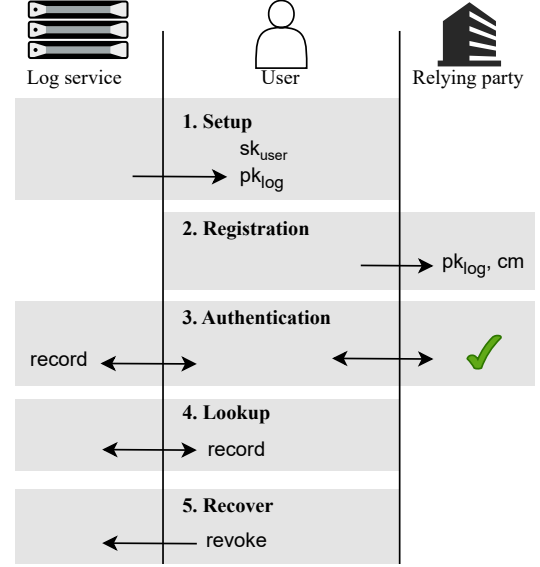 Log service User Relying party
1. Setup
sk_user
pk_log
2. Registration
pk_log, cm
3. Authentication
record
4. Lookup
record
5. Recover
revoke